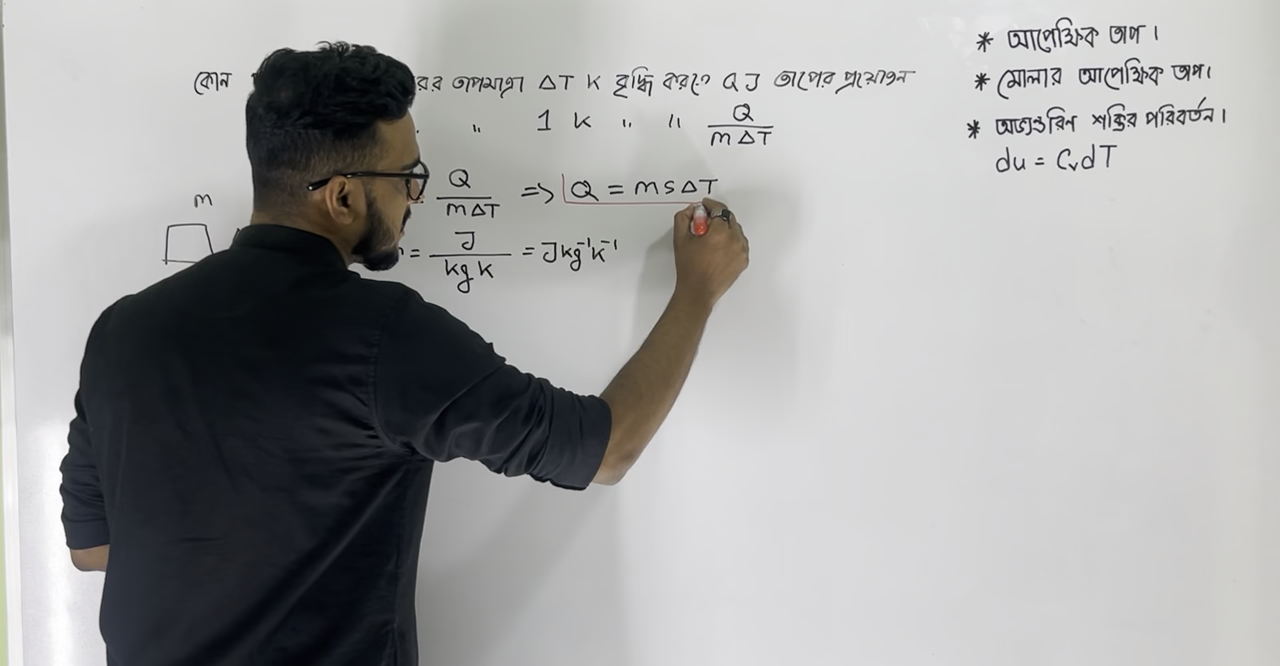 কোন রর তাপমাত্রা ΔT K বৃদ্ধি করতে Q J তাপের প্রয়োজন
" 1 K " " Q/mΔT
Q/mΔT => Q = msΔT
m
= J/kg K = Jkg⁻¹K⁻¹
* আপেক্ষিক তাপ।
* মোলার আপেক্ষিক তাপ।
* অভ্যন্তরিণ শক্তির পরিবর্তন।
du = CvdT